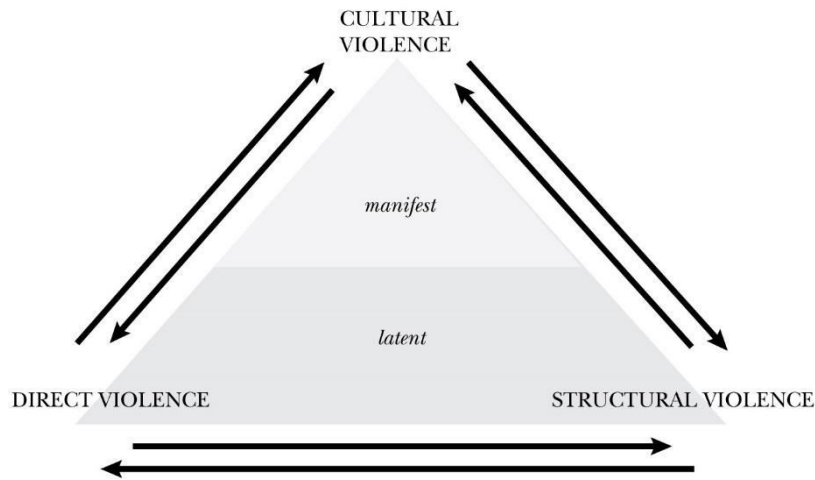 CULTURAL
VIOLENCE
manifest
latent
DIRECT VIOLENCE
STRUCTURAL VIOLENCE